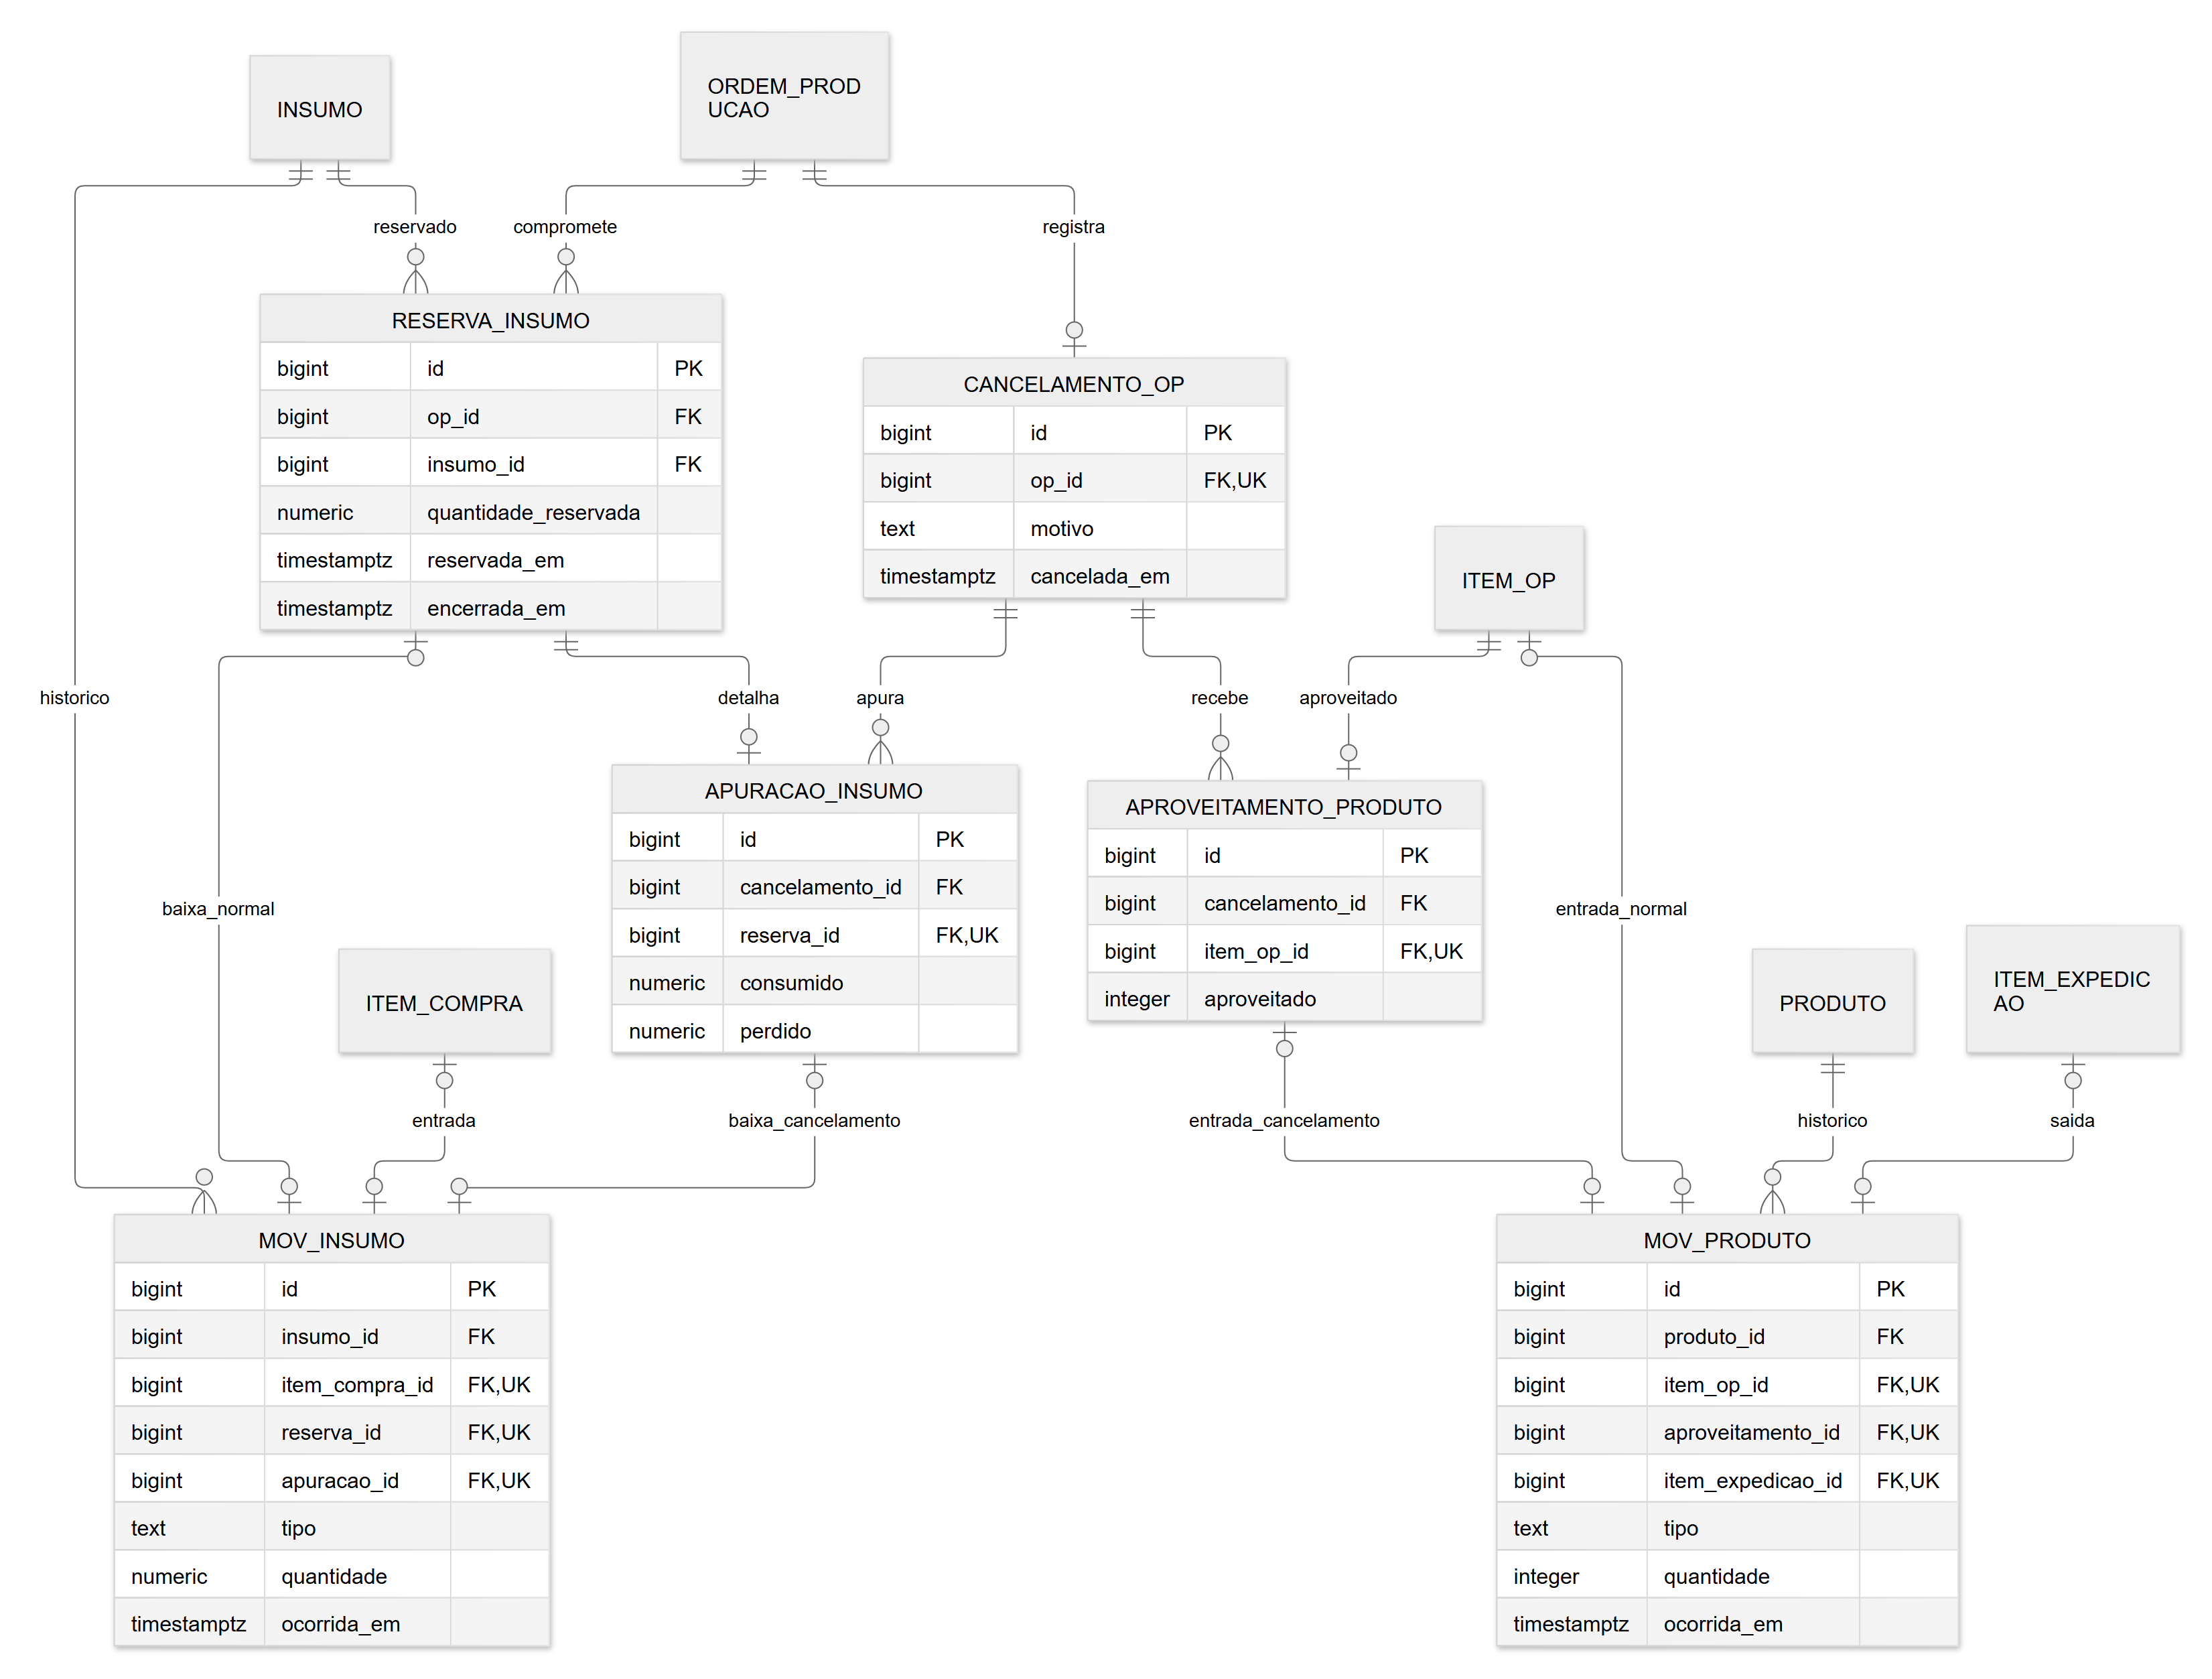 INSUMO
ORDEM_PROD
UCAO
reservado
compromete
registra
RESERVA_INSUMO
bigint id PK
bigint op_id FK
bigint insumo_id FK
numeric quantidade_reservada
timestamptz reservada_em
timestamptz encerrada_em
CANCELAMENTO_OP
bigint id PK
bigint op_id FK,UK
text motivo
timestamptz cancelada_em
ITEM_OP
historico
detalha
apura
recebe
aproveitado
APURACAO_INSUMO
bigint id PK
bigint cancelamento_id FK
bigint reserva_id FK,UK
numeric consumido
numeric perdido
APROVEITAMENTO_PRODUTO
bigint id PK
bigint cancelamento_id FK
bigint item_op_id FK,UK
integer aproveitado
baixa_normal
entrada_normal
ITEM_COMPRA
PRODUTO
ITEM_EXPEDIC
AO
entrada
baixa_cancelamento
entrada_cancelamento
historico
saida
MOV_INSUMO
bigint id PK
bigint insumo_id FK
bigint item_compra_id FK,UK
bigint reserva_id FK,UK
bigint apuracao_id FK,UK
text tipo
numeric quantidade
timestamptz ocorrida_em
MOV_PRODUTO
bigint id PK
bigint produto_id FK
bigint item_op_id FK,UK
bigint aproveitamento_id FK,UK
bigint item_expedicao_id FK,UK
text tipo
integer quantidade
timestamptz ocorrida_em